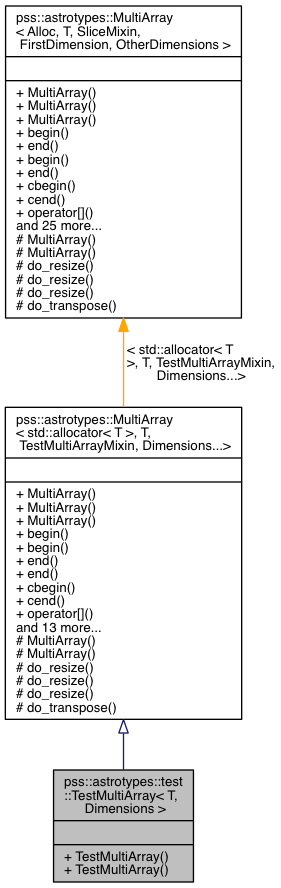 pss::astrotypes::MultiArray
< Alloc, T, SliceMixin,
FirstDimension, OtherDimensions >
+ MultiArray()
+ MultiArray()
+ MultiArray()
+ begin()
+ end()
+ begin()
+ end()
+ cbegin()
+ cend()
+ operator[]()
and 25 more...
# MultiArray()
# MultiArray()
# do_resize()
# do_resize()
# do_resize()
# do_transpose()
< std::allocator< T
>, T, TestMultiArrayMixin,
Dimensions...>
pss::astrotypes::MultiArray
< std::allocator< T >, T,
TestMultiArrayMixin, Dimensions...>
+ MultiArray()
+ MultiArray()
+ MultiArray()
+ begin()
+ begin()
+ end()
+ end()
+ cbegin()
+ cend()
+ operator[]()
and 13 more...
# MultiArray()
# MultiArray()
# do_resize()
# do_resize()
# do_resize()
# do_transpose()
pss::astrotypes::test
::TestMultiArray< T,
Dimensions >
+ TestMultiArray()
+ TestMultiArray()